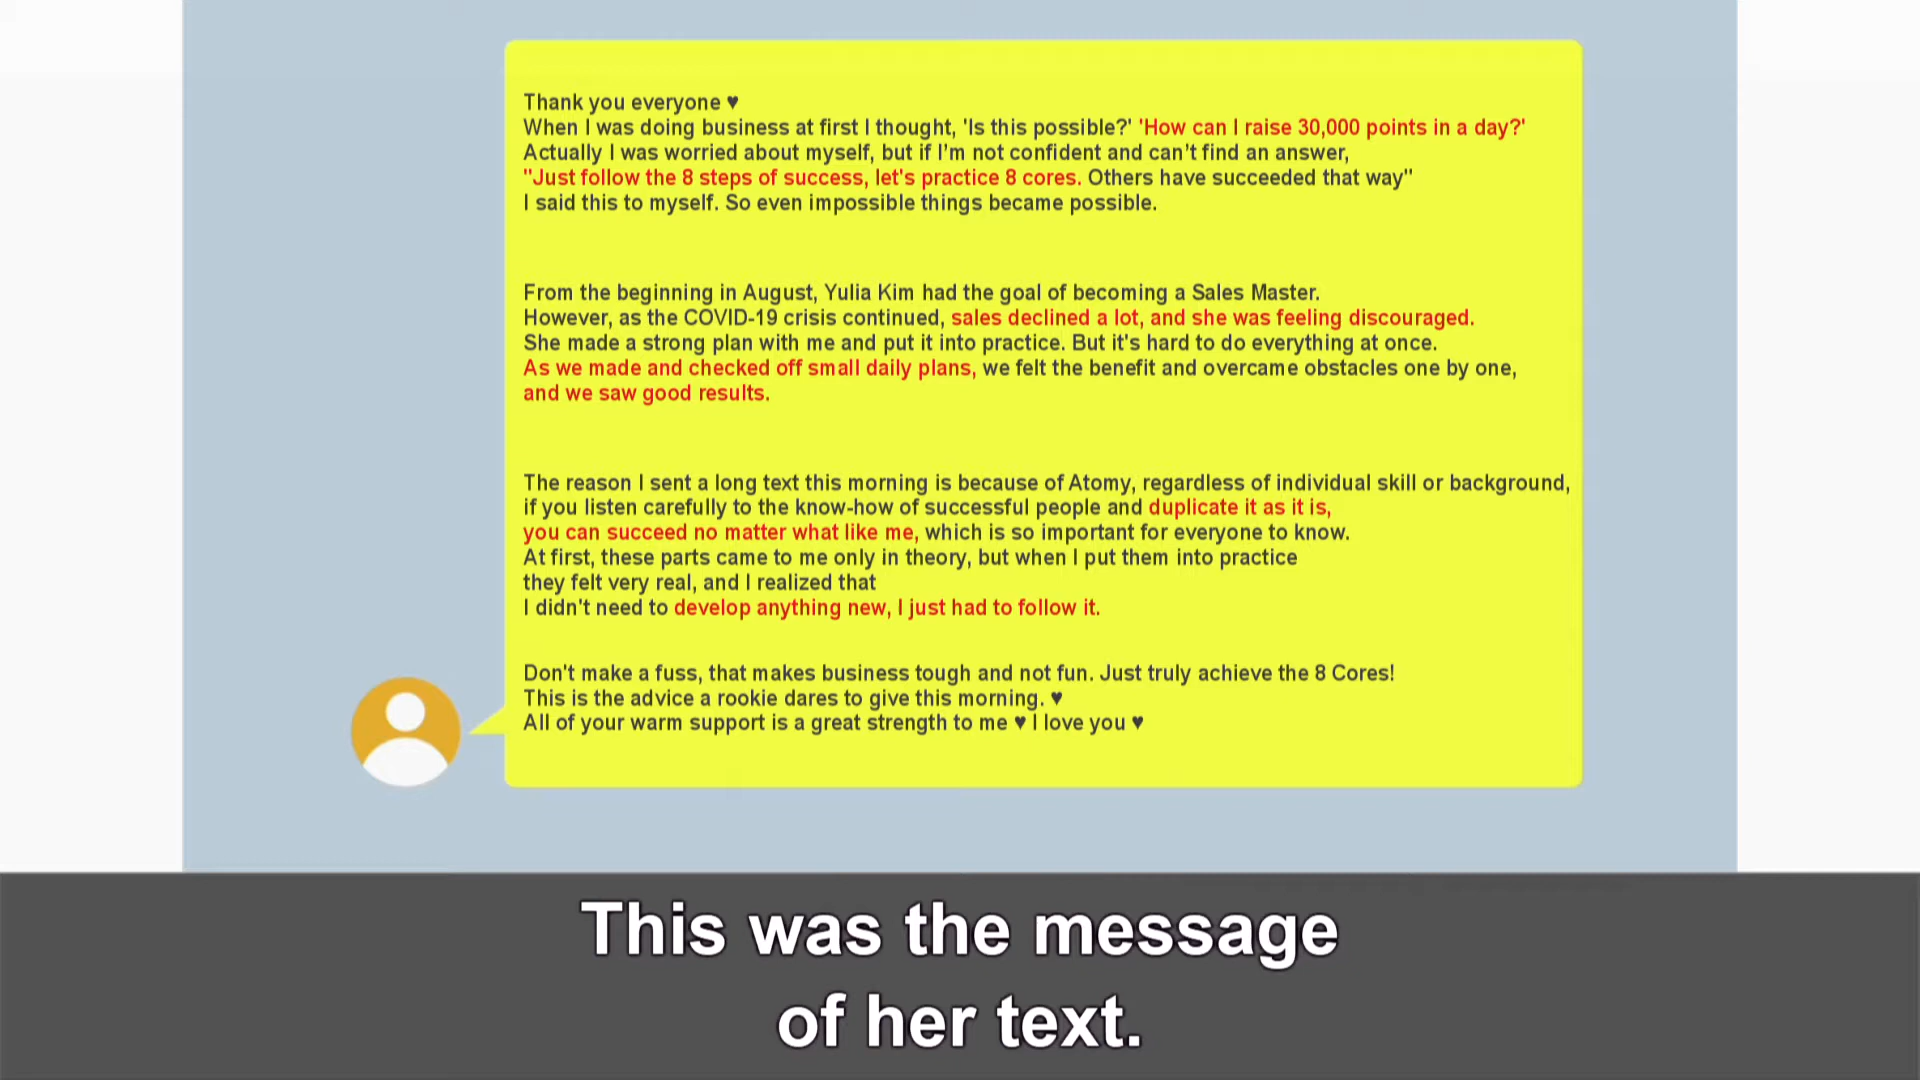 Thank you everyone ♥
When I was doing business at first I thought, 'Is this possible?' 'How can I raise 30,000 points in a day?'
Actually I was worried about myself, but if I’m not confident and can’t find an answer,
"Just follow the 8 steps of success, let's practice 8 cores. Others have succeeded that way"
I said this to myself. So even impossible things became possible.
From the beginning in August, Yulia Kim had the goal of becoming a Sales Master.
However, as the COVID-19 crisis continued, sales declined a lot, and she was feeling discouraged.
She made a strong plan with me and put it into practice. But it's hard to do everything at once.
As we made and checked off small daily plans, we felt the benefit and overcame obstacles one by one,
and we saw good results.
The reason I sent a long text this morning is because of Atomy, regardless of individual skill or background,
if you listen carefully to the know-how of successful people and duplicate it as it is,
you can succeed no matter what like me, which is so important for everyone to know.
At first, these parts came to me only in theory, but when I put them into practice
they felt very real, and I realized that
I didn't need to develop anything new, I just had to follow it.
Don't make a fuss, that makes business tough and not fun. Just truly achieve the 8 Cores!
This is the advice a rookie dares to give this morning. ♥
All of your warm support is a great strength to me ♥ I love you ♥
This was the message
of her text.